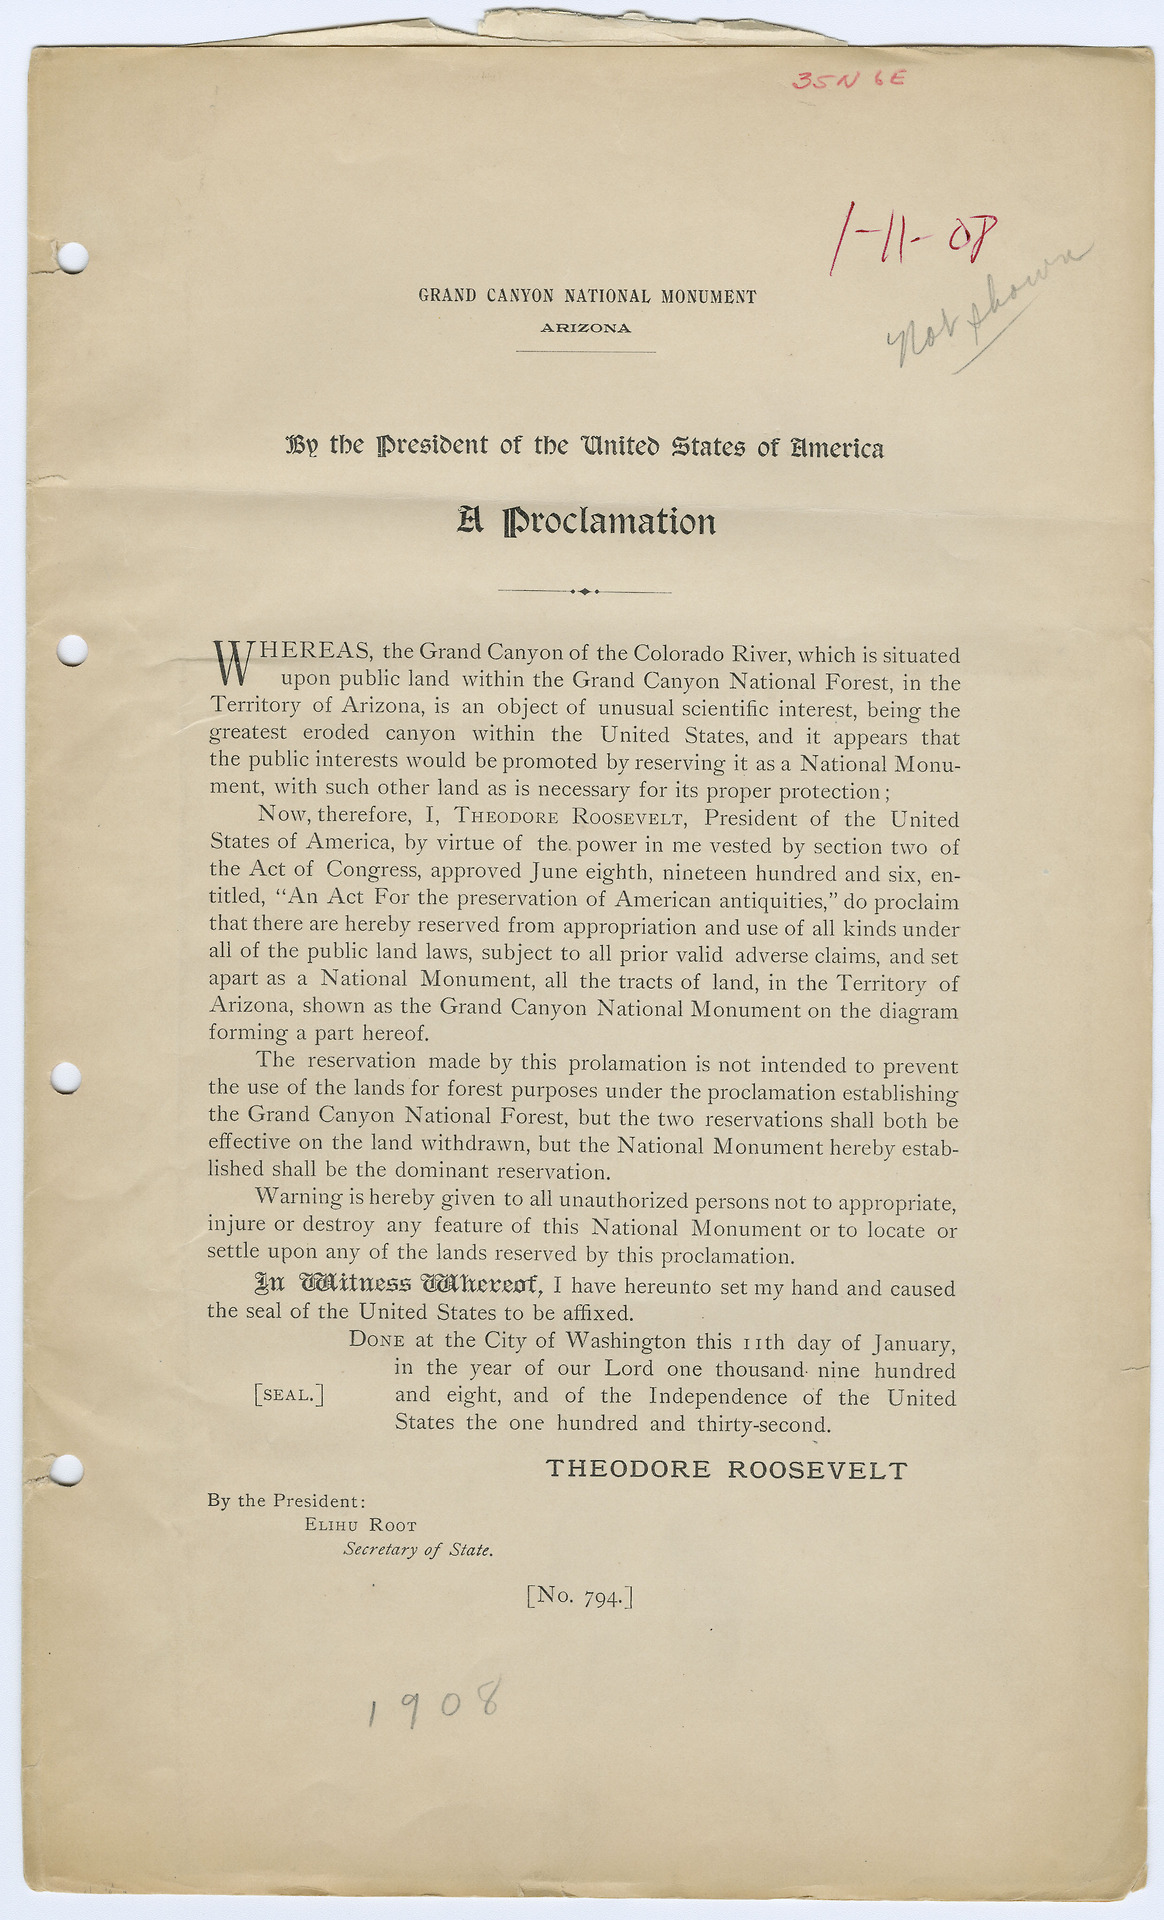 35N 6E
1-11-08
Not shown
GRAND CANYON NATIONAL MONUMENT
ARIZONA
By the President of the United States of America
A Proclamation
WHEREAS, the Grand Canyon of the Colorado River, which is situated
upon public land within the Grand Canyon National Forest, in the
Territory of Arizona, is an object of unusual scientific interest, being the
greatest eroded canyon within the United States, and it appears that
the public interests would be promoted by reserving it as a National Monu-
ment, with such other land as is necessary for its proper protection;
Now, therefore, I, THEODORE ROOSEVELT, President of the United
States of America, by virtue of the power in me vested by section two of
the Act of Congress, approved June eighth, nineteen hundred and six, en-
titled, “An Act For the preservation of American antiquities,” do proclaim
that there are hereby reserved from appropriation and use of all kinds under
all of the public land laws, subject to all prior valid adverse claims, and set
apart as a National Monument, all the tracts of land, in the Territory of
Arizona, shown as the Grand Canyon National Monument on the diagram
forming a part hereof.
The reservation made by this prolamation is not intended to prevent
the use of the lands for forest purposes under the proclamation establishing
the Grand Canyon National Forest, but the two reservations shall both be
effective on the land withdrawn, but the National Monument hereby estab-
lished shall be the dominant reservation.
Warning is hereby given to all unauthorized persons not to appropriate,
injure or destroy any feature of this National Monument or to locate or
settle upon any of the lands reserved by this proclamation.
In Witness Whereof, I have hereunto set my hand and caused
the seal of the United States to be affixed.
DONE at the City of Washington this 11th day of January,
in the year of our Lord one thousand nine hundred
[SEAL.] and eight, and of the Independence of the United
States the one hundred and thirty-second.
THEODORE ROOSEVELT
By the President:
ELIHU ROOT
Secretary of State.
[No. 794.]
1908